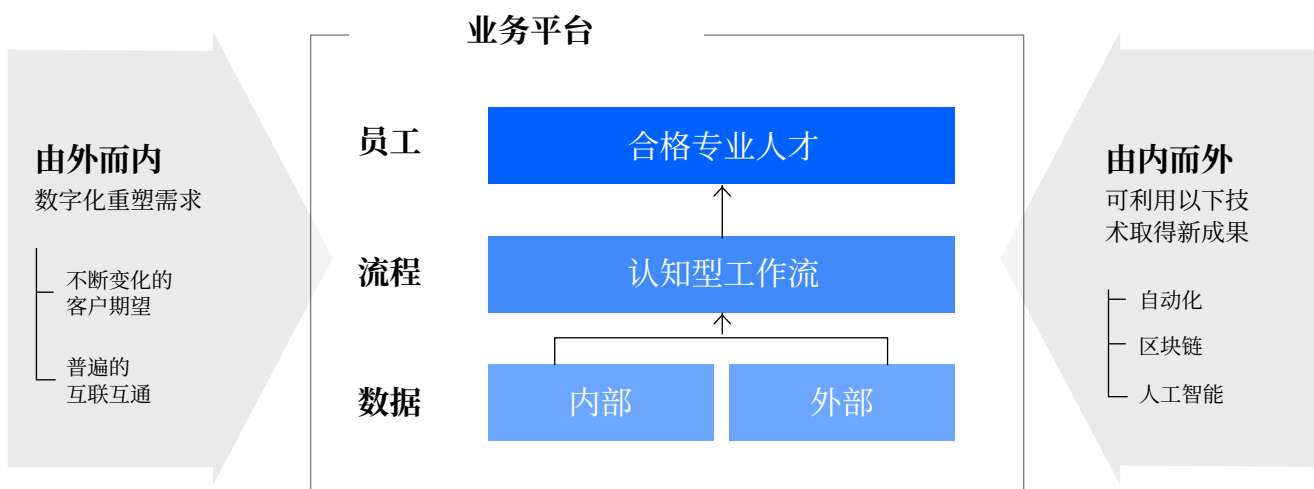 业务平台
由外而内
数字化重塑需求
不断变化的
客户期望
普遍的
互联互通
员工
合格专业人才
流程
认知型工作流
数据
内部
外部
由内而外
可利用以下技
术取得新成果
自动化
区块链
人工智能